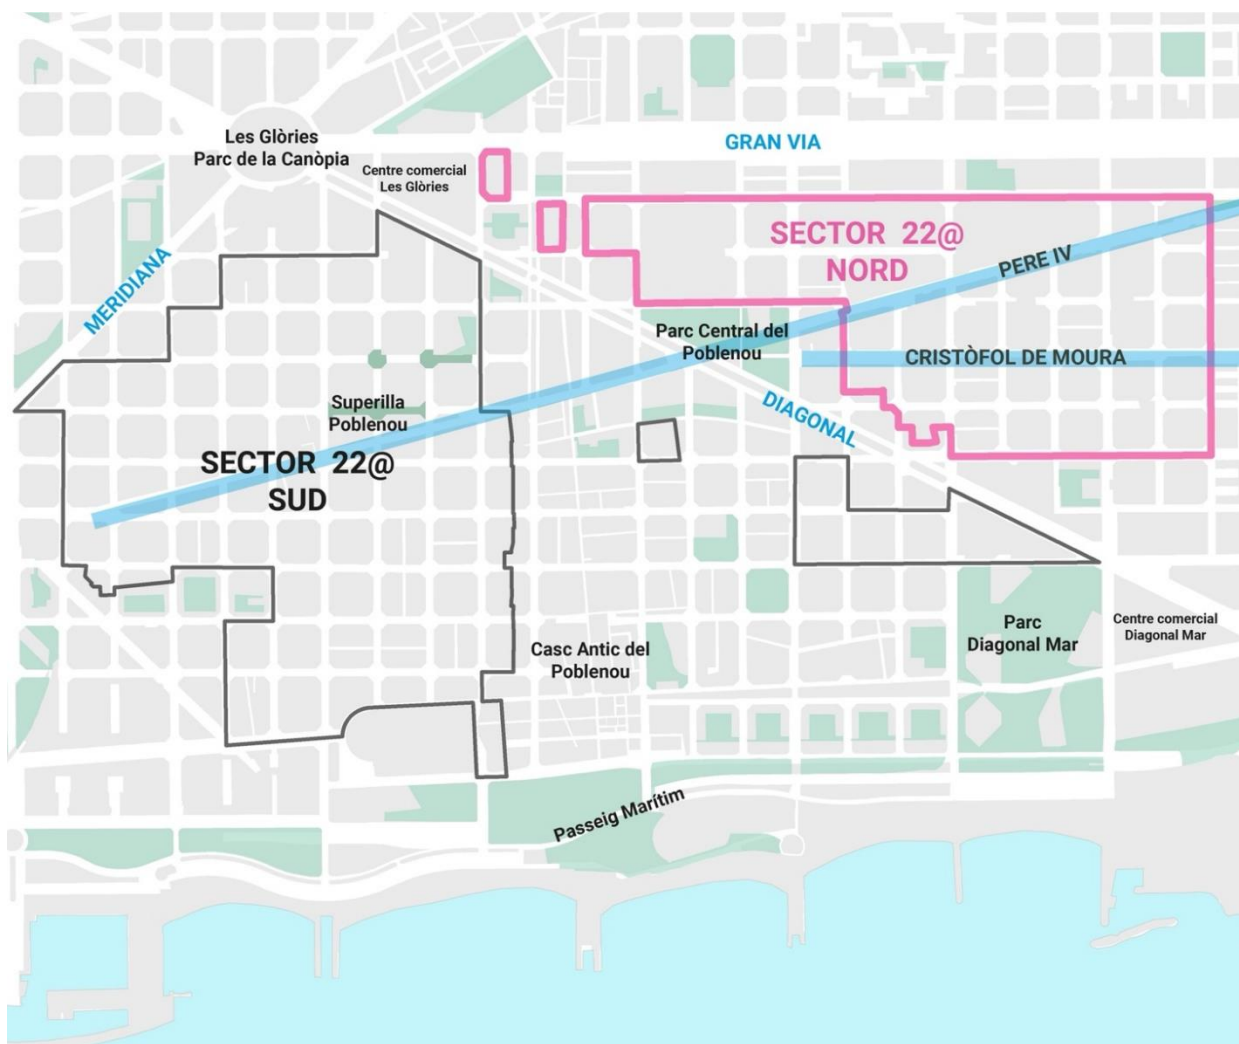 Les Glòries
Parc de la Canòpia
GRAN VIA
Centre comercial
Les Glòries
SECTOR 22@
NORD
PERE IV
MERIDIANA
Parc Central del
Poblenou
CRISTÒFOL DE MOURA
Superilla
Poblenou
DIAGONAL
SECTOR 22@
SUD
Casc Antic del
Poblenou
Parc
Diagonal Mar
Centre comercial
Diagonal Mar
Passeig Marítim